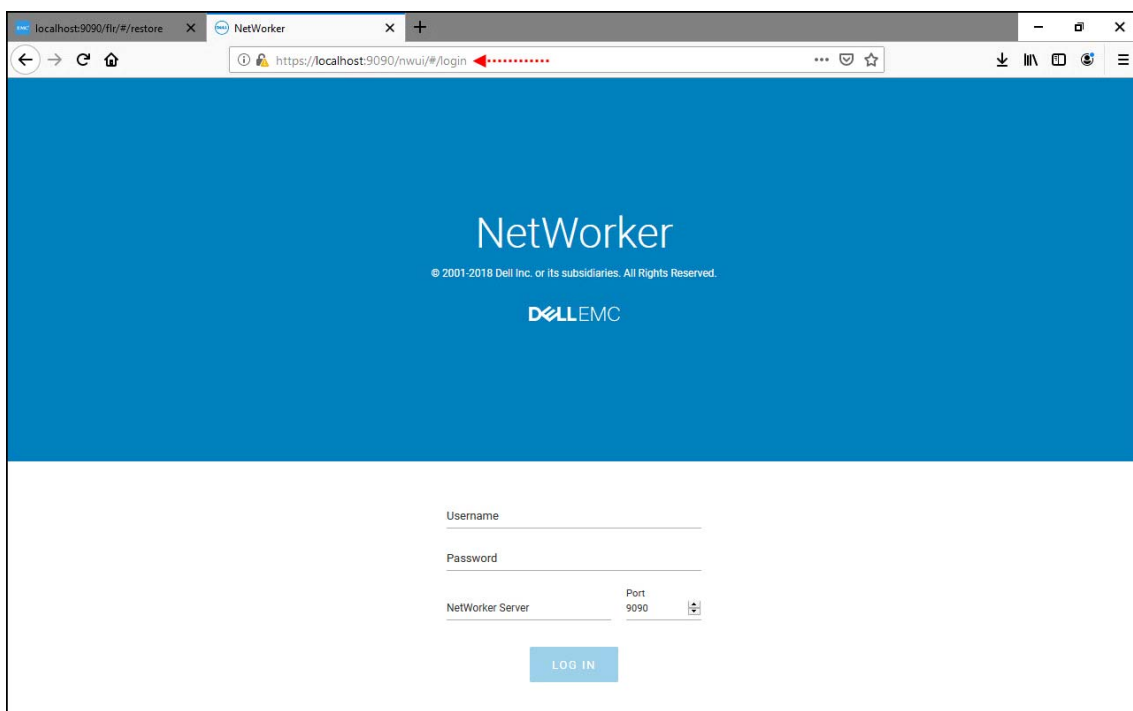 EMC localhost:9090/flr/#/restore
NetWorker
https://localhost:9090/nwui/#/login
NetWorker
© 2001-2018 Dell Inc. or its subsidiaries. All Rights Reserved.
DELLEMC
Username
Password
Port
NetWorker Server
9090
LOG IN